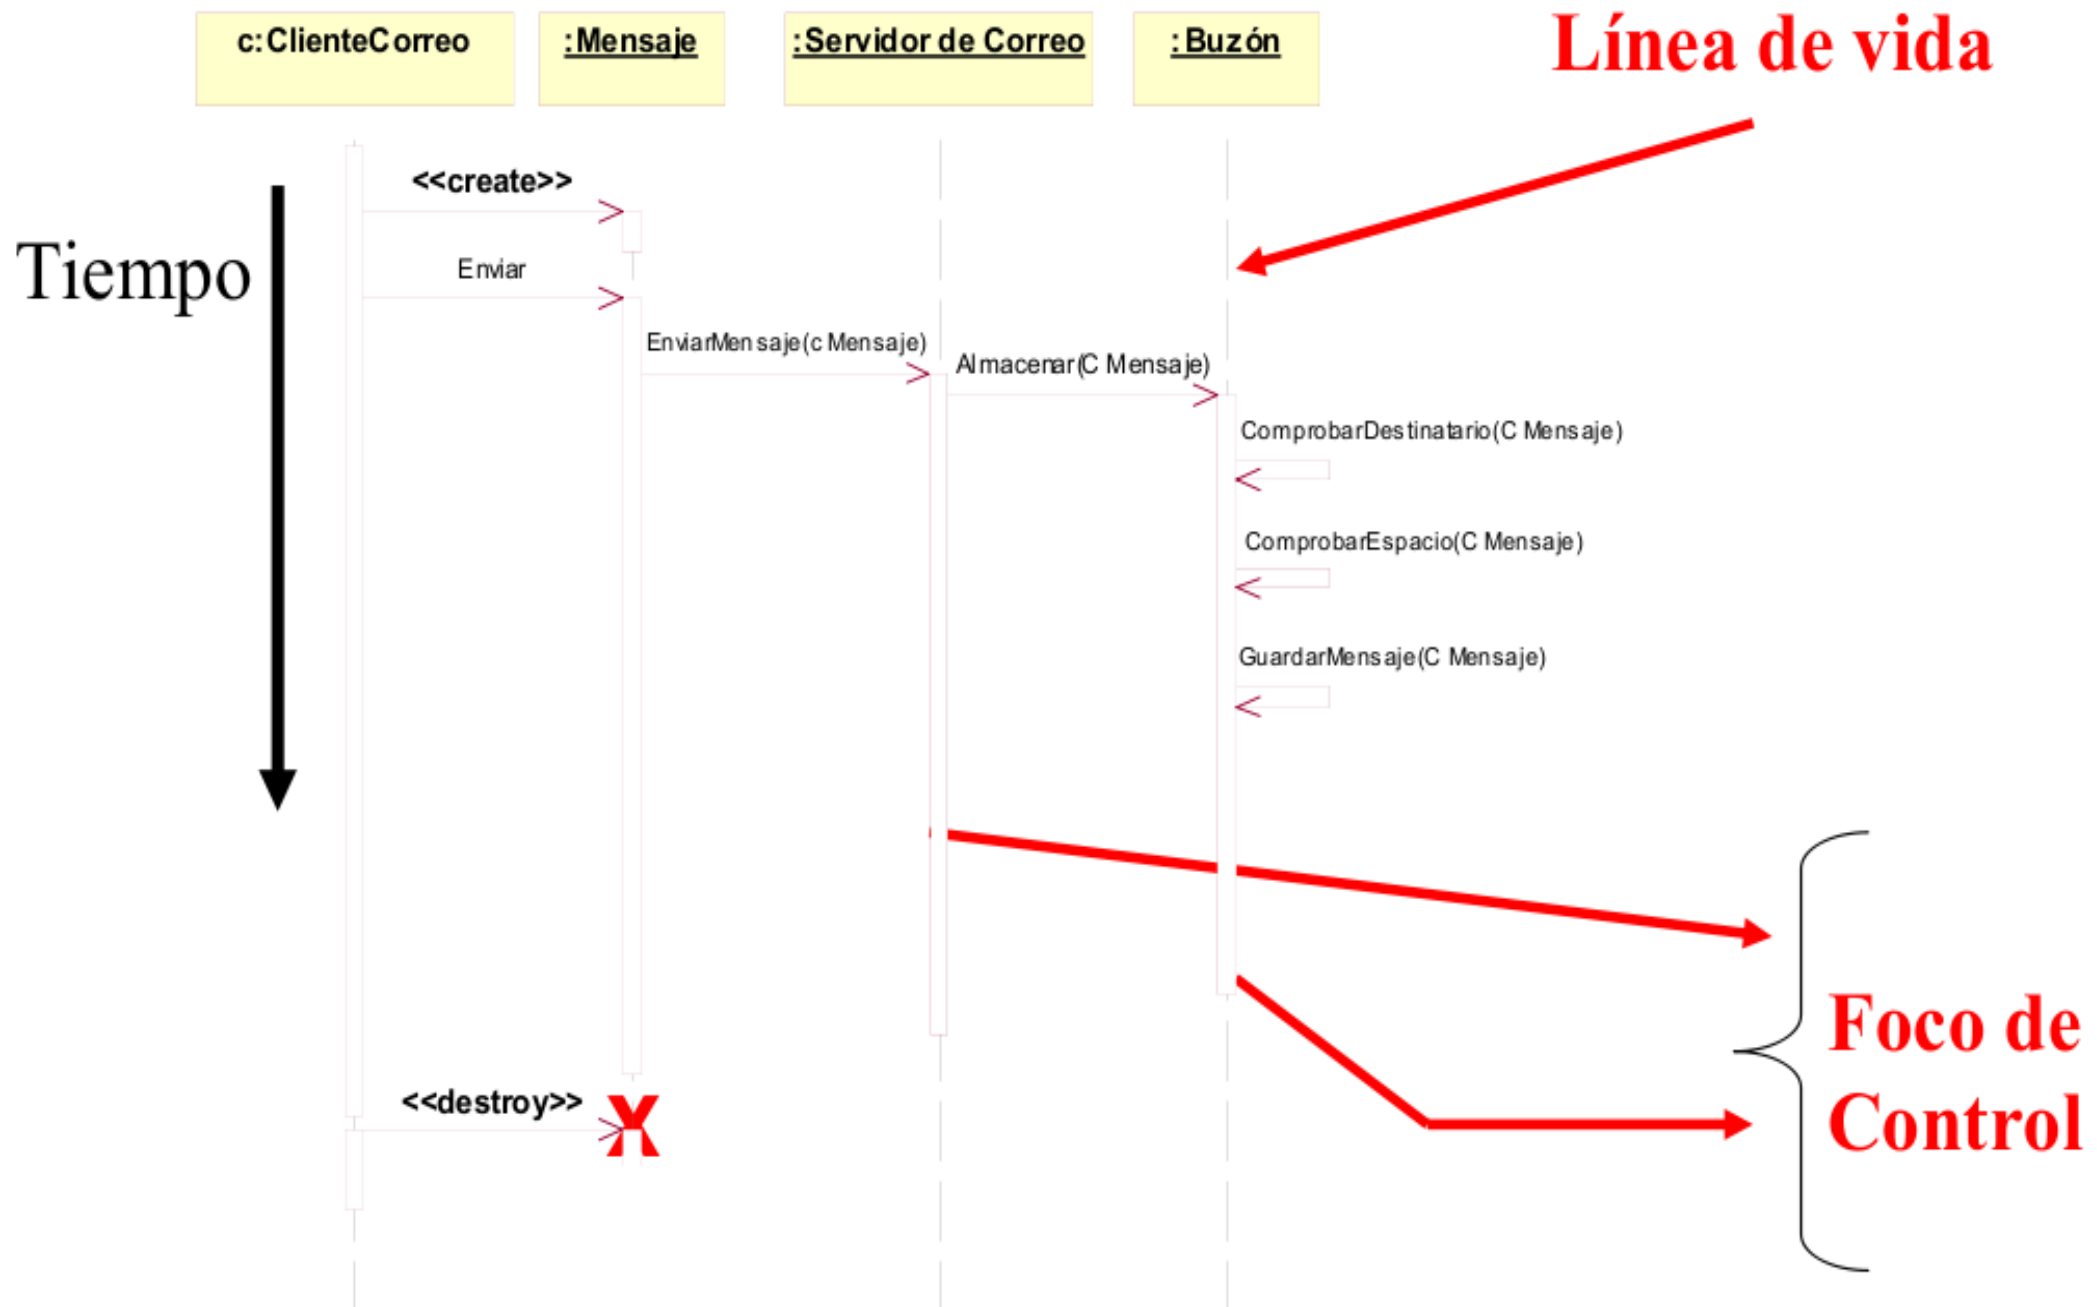 c:ClienteCorreo
:Mensaje
:Servidor de Correo
:Buzón
Línea de vida
<<create>>
Tiempo
Enviar
EnviarMensaje(c Mensaje)
Almacenar(C Mensaje)
ComprobarDestinatario(C Mensaje)
ComprobarEspacio(C Mensaje)
GuardarMensaje(C Mensaje)
Foco de
Control
<<destroy>>
X